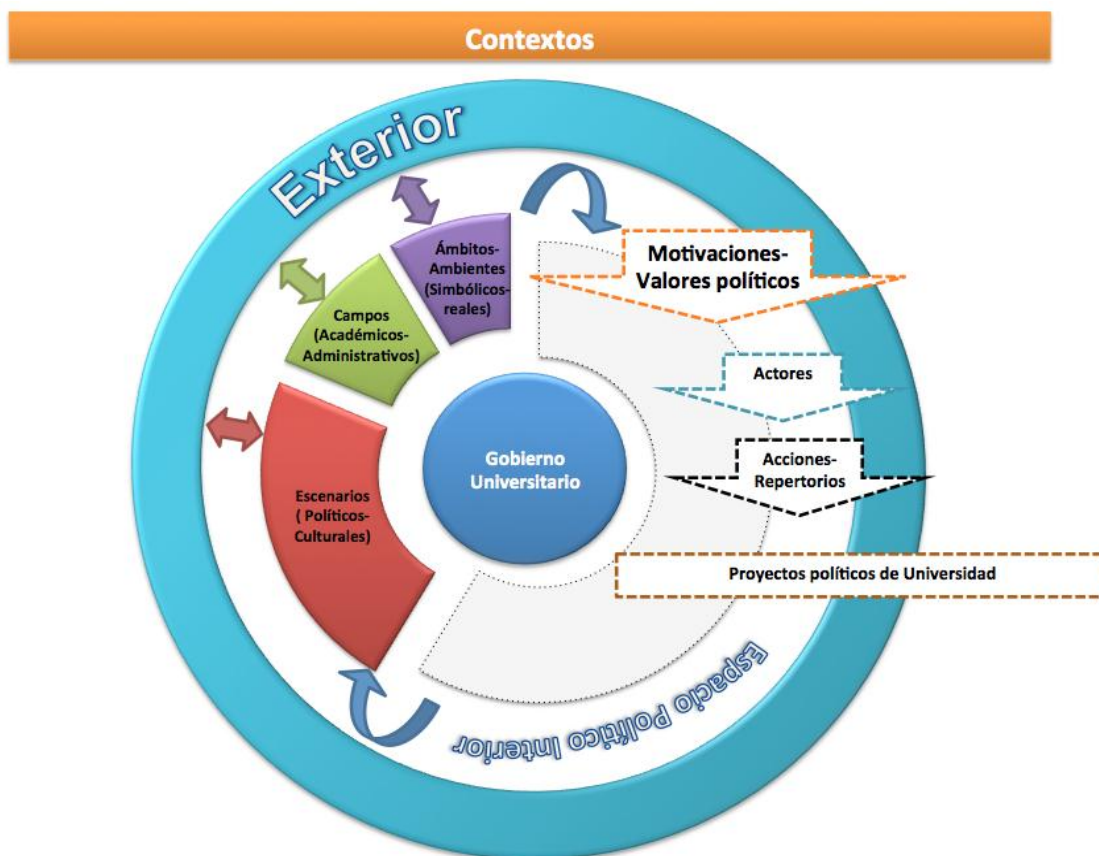 Contextos
Exterior
Ámbitos-
Ambientes
(Simbólicos-
reales)
Campos
(Académicos-
Administrativos)
Escenarios
( Políticos-
Culturales)
Gobierno
Universitario
Motivaciones-
Valores políticos
Actores
Acciones-
Repertorios
Proyectos políticos de Universidad
Espacio Político Interior